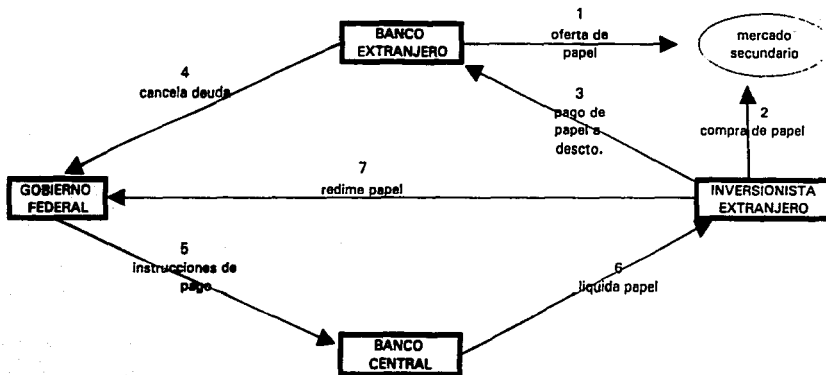 1
oferta de
papel
BANCO
EXTRANJERO
mercado
secundario
4
cancela deuda
3
pago de
papel a
descto.
2
compra de papel
7
redime papel
GOBIERNO
FEDERAL
INVERSIONISTA
EXTRANJERO
5
instrucciones de
pago
6
liquida papel
BANCO
CENTRAL